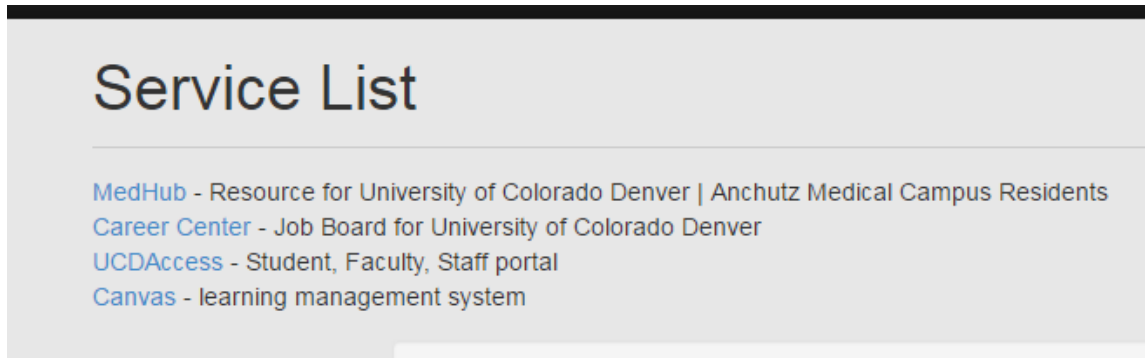 Service List
MedHub - Resource for University of Colorado Denver | Anchutz Medical Campus Residents
Career Center - Job Board for University of Colorado Denver
UCDAccess - Student, Faculty, Staff portal
Canvas - learning management system